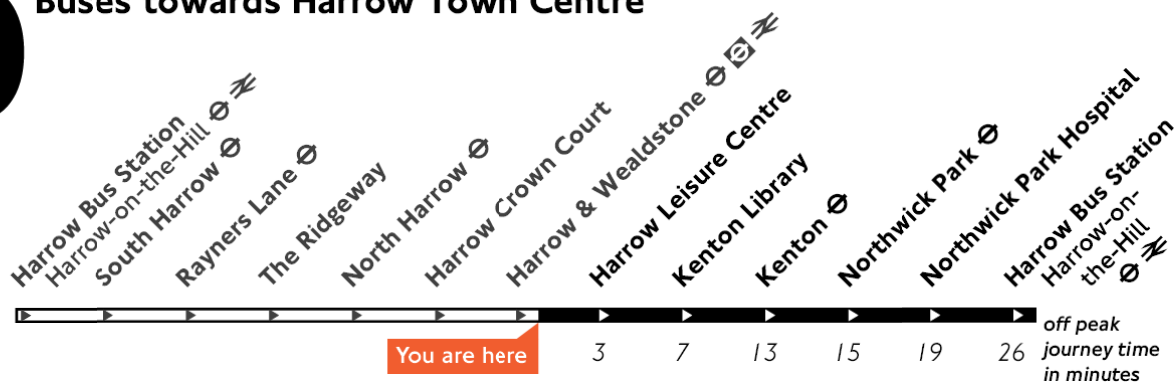 Buses towards Harrow Town Centre
Harrow Bus Station
Harrow-on-the-Hill
South Harrow
Rayners Lane
The Ridgeway
North Harrow
Harrow Crown Court
Harrow & Wealdstone
Harrow Leisure Centre
Kenton Library
Kenton
Northwick Park
Northwick Park Hospital
Harrow Bus Station
Harrow-on-
the-Hill
You are here
3 7 13 15 19 26
off peak
journey time
in minutes